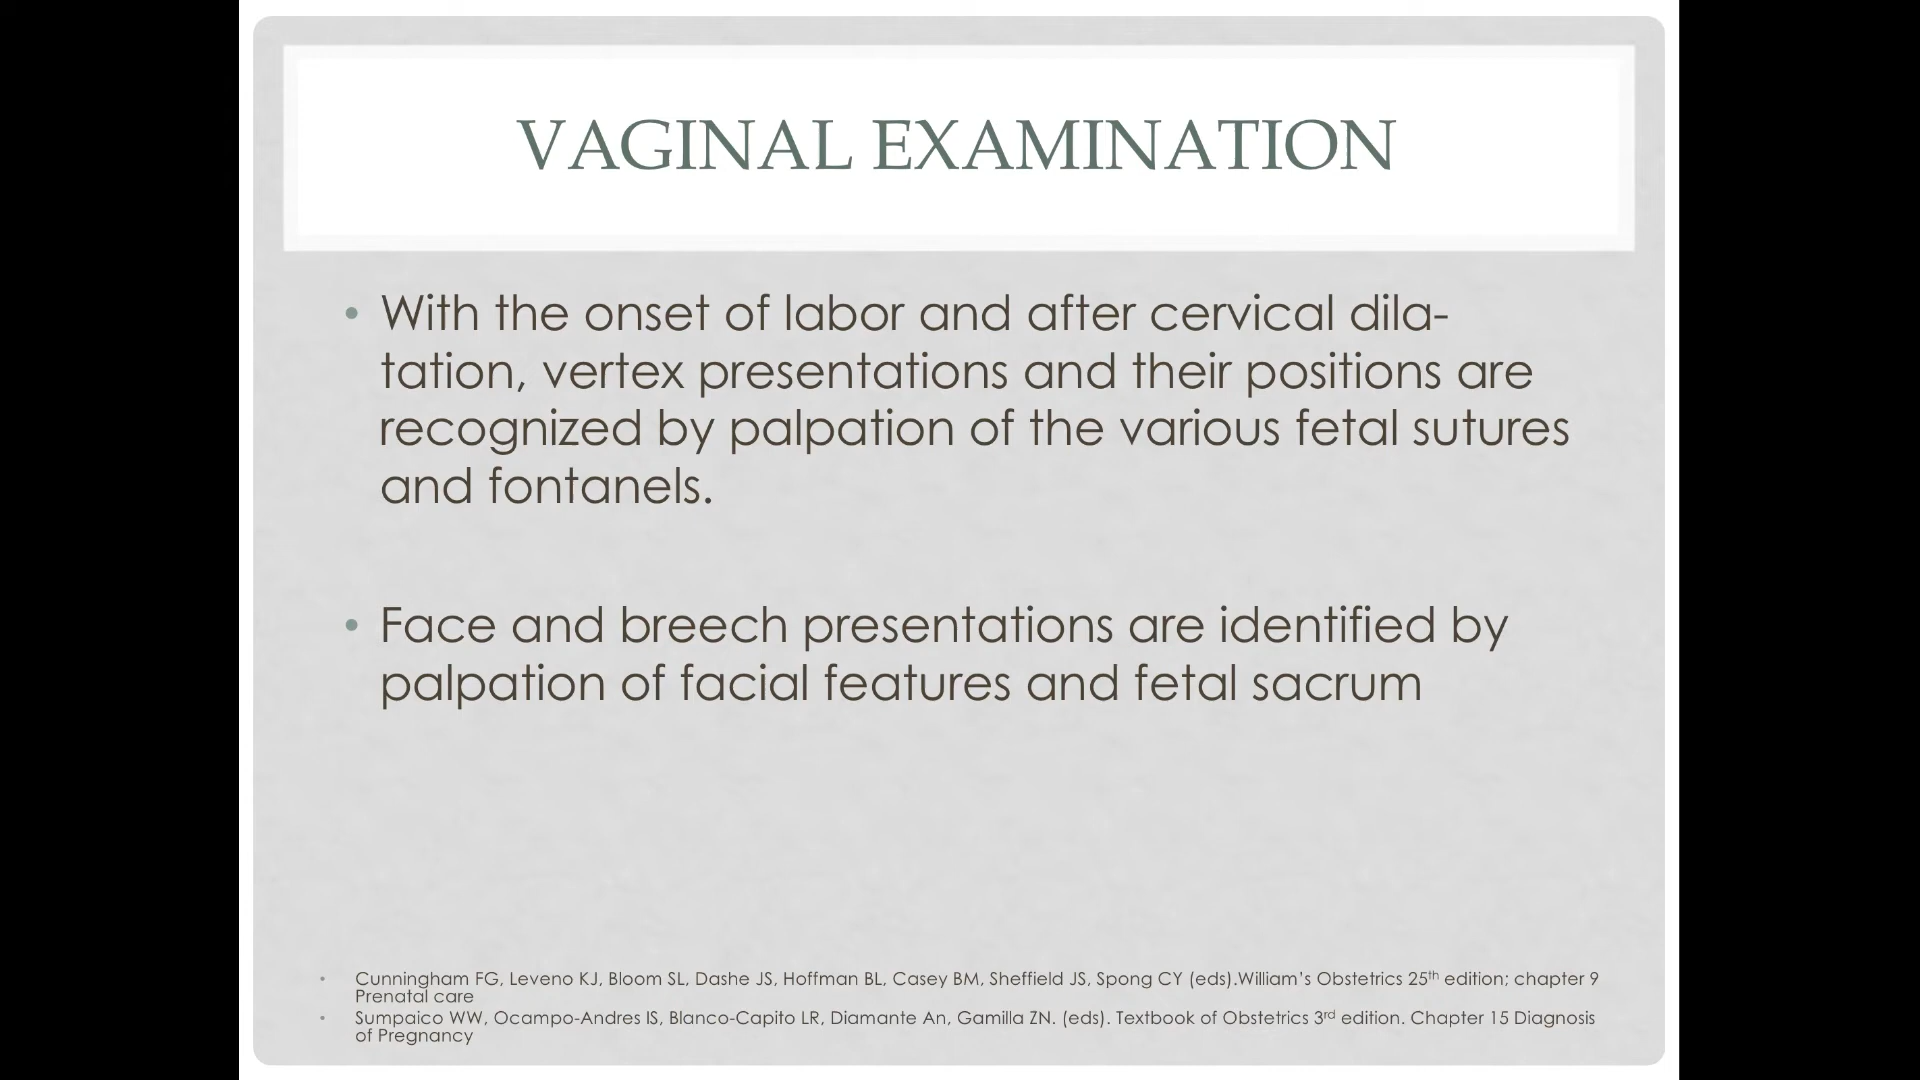 VAGINAL EXAMINATION
• With the onset of labor and after cervical dila-
tation, vertex presentations and their positions are
recognized by palpation of the various fetal sutures
and fontanels.
• Face and breech presentations are identified by
palpation of facial features and fetal sacrum
• Cunningham FG, Leveno KJ, Bloom SL, Dashe JS, Hoffman BL, Casey BM, Sheffield JS, Spong CY (eds).William’s Obstetrics 25th edition; chapter 9
Prenatal care
• Sumpaico WW, Ocampo-Andres IS, Blanco-Capito LR, Diamante An, Gamilla ZN. (eds). Textbook of Obstetrics 3rd edition. Chapter 15 Diagnosis
of Pregnancy